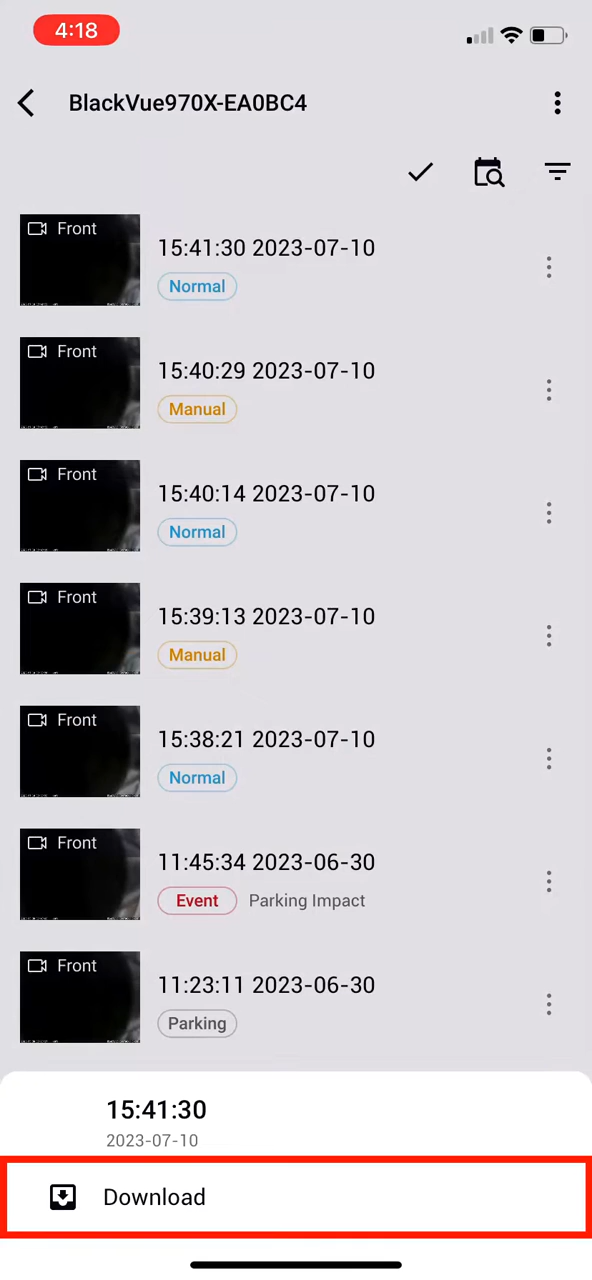 4:18
BlackVue970X-EA0BC4
Front
15:41:30 2023-07-10
Normal
Front
15:40:29 2023-07-10
Manual
Front
15:40:14 2023-07-10
Normal
Front
15:39:13 2023-07-10
Manual
Front
15:38:21 2023-07-10
Normal
Front
11:45:34 2023-06-30
Event Parking Impact
Front
11:23:11 2023-06-30
Parking
15:41:30
2023-07-10
Download